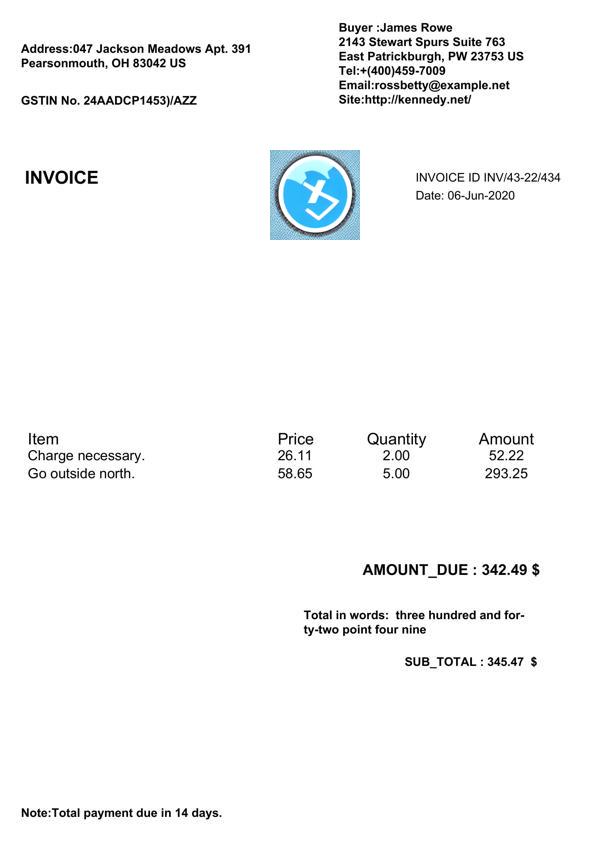 Address:047 Jackson Meadows Apt. 391
Pearsonmouth, OH 83042 US
GSTIN No. 24AADCP1453)/AZZ
Buyer :James Rowe
2143 Stewart Spurs Suite 763
East Patrickburgh, PW 23753 US
Tel:+(400)459-7009
Email:rossbetty@example.net
Site:http://kennedy.net/
INVOICE
INVOICE ID INV/43-22/434
Date: 06-Jun-2020
Item Price Quantity Amount
Charge necessary. 26.11 2.00 52.22
Go outside north. 58.65 5.00 293.25
AMOUNT_DUE : 342.49 $
Total in words: three hundred and for-
ty-two point four nine
SUB_TOTAL : 345.47 $
Note:Total payment due in 14 days.